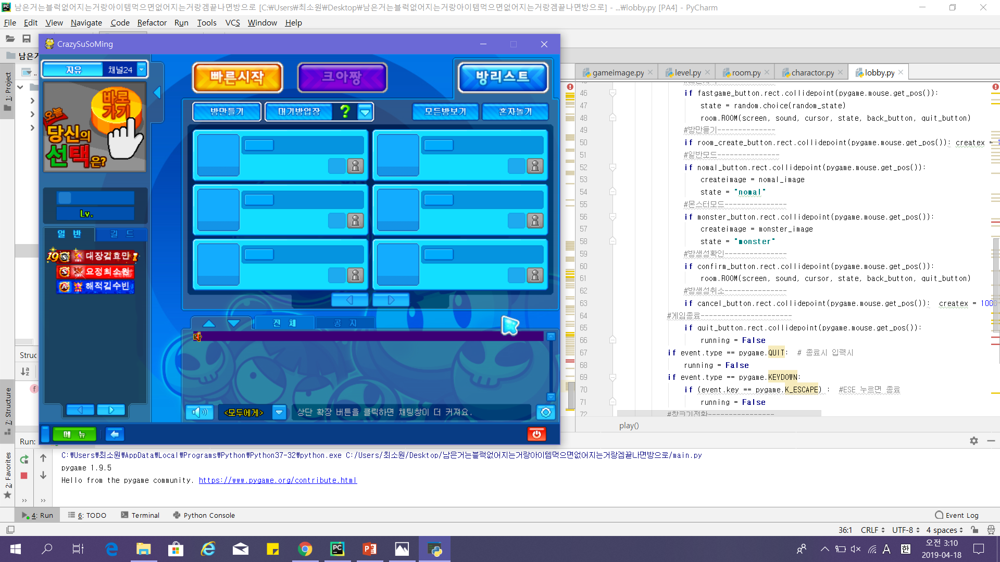 남은거는블럭없어지는거랑아이템먹으면없어지는거랑겜끝나면방으로 [C:\Users\최소원\Desktop\남은거는블럭없어지는거랑아이템먹으면없어지는거랑겜끝나면방으로] - ...\lobby.py [PA4] - PyCharm
File Edit View Navigate Code Refactor Run Tools VCS Window Help
CrazySuSoMing
남은거
자유 채널24
빠른시작 크아짱 방리스트
방만들기 대기방입장 ? 모든방보기 혼자놀기
오늘 당신의 선택은?
바로가기
Lv.
일 반 길 드
19 대장김효만
요정최소원
해적김수빈
전 체 공 지
<모두에게> 상단 확장 버튼을 클릭하면 채팅창이 더 커져요.
메 뉴
1: Project
Struc
7: Structure
2: Favorites
gameimage.py level.py room.py charactor.py lobby.py
46 if fastgame_button.rect.collidepoint(pygame.mouse.get_pos()):
47 state = random.choice(random_state)
48 room.ROOM(screen, sound, cursor, state, back_button, quit_button)
49 #방만들기--------------
50 if room_create_button.rect.collidepoint(pygame.mouse.get_pos()): createx = 1
51 #일반모드---------------
52 if nomal_button.rect.collidepoint(pygame.mouse.get_pos()):
53 createimage = nomal_image
54 state = "nomal"
55 #몬스터모드---------------
56 if monster_button.rect.collidepoint(pygame.mouse.get_pos()):
57 createimage = monster_image
58 state = "monster"
59 #방생성확인---------------
60 if confirm_button.rect.collidepoint(pygame.mouse.get_pos()):
61 room.ROOM(screen, sound, cursor, state, back_button, quit_button)
62 #방생성취소---------------
63 if cancel_button.rect.collidepoint(pygame.mouse.get_pos()): createx = 1000
64 #게임종료----------------------
65 if quit_button.rect.collidepoint(pygame.mouse.get_pos()):
66 running = False
67 if event.type == pygame.QUIT: # 종료시 입력시
68 running = False
69 if event.type == pygame.KEYDOWN:
70 if (event.key == pygame.K_ESCAPE) : #ESE 누르면 종료
71 running = False
72 #창크기전환----------------
play()
Run:
C:\Users\최소원\AppData\Local\Programs\Python\Python37-32\python.exe C:/Users/최소원/Desktop/남은거는블럭없어지는거랑아이템먹으면없어지는거랑겜끝나면방으로/main.py
pygame 1.9.5
Hello from the pygame community. https://www.pygame.org/contribute.html
4: Run 6: TODO Terminal Python Console Event Log
36:1 CRLF UTF-8 4 spaces
A 한 오전 3:10
2019-04-18